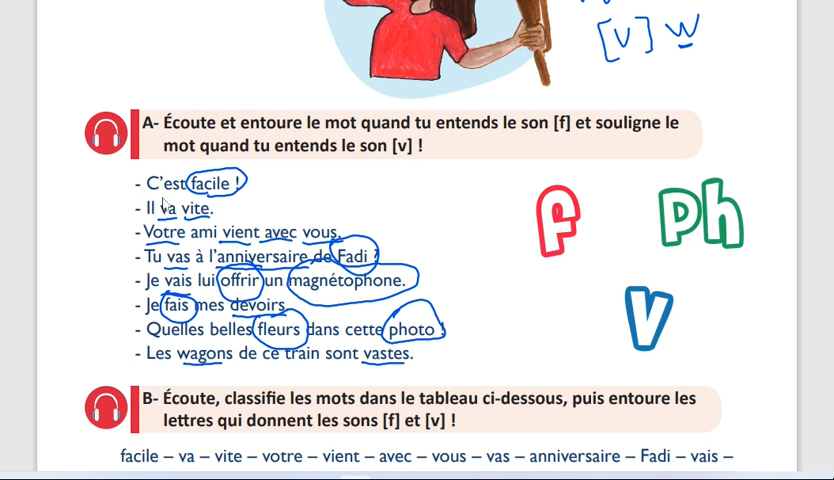 [v] w
A- Écoute et entoure le mot quand tu entends le son [f] et souligne le
mot quand tu entends le son [v] !
- C'est facile !
- Il va vite.
- Votre ami vient avec vous.
- Tu vas à l'anniversaire de Fadi ?
- Je vais lui offrir un magnétophone.
- Je fais mes devoirs.
- Quelles belles fleurs dans cette photo !
- Les wagons de ce train sont vastes.
f Ph
V
B- Écoute, classifie les mots dans le tableau ci-dessous, puis entoure les
lettres qui donnent les sons [f] et [v] !
facile – va – vite – votre – vient – avec – vous – vas – anniversaire – Fadi – vais –